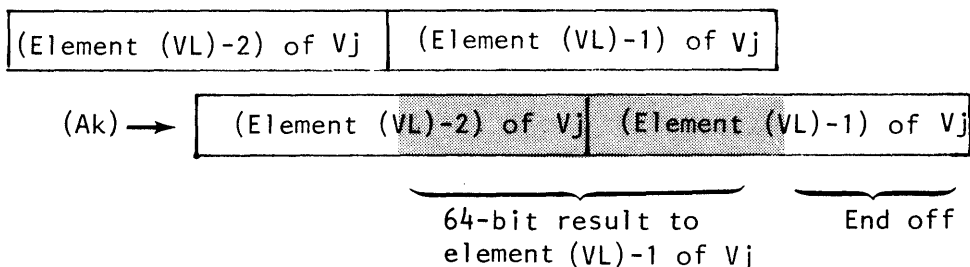 (Element (VL)-2) of Vj (Element (VL)-1) of Vj
(Ak) (Element (VL)-2) of Vj (Element (VL)-1) of Vj
64-bit result to End off
element (VL)-1 of Vj